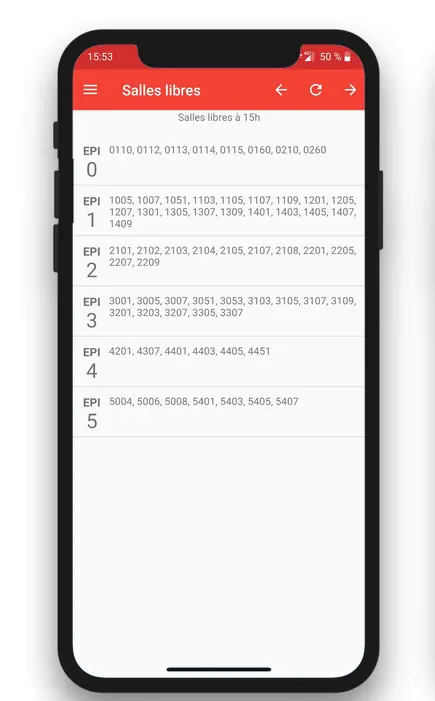 15:53
4G 50 %
Salles libres
Salles libres à 15h
EPI 0
0110, 0112, 0113, 0114, 0115, 0160, 0210, 0260
EPI 1
1005, 1007, 1051, 1103, 1105, 1107, 1109, 1201, 1205,
1207, 1301, 1305, 1307, 1309, 1401, 1403, 1405, 1407,
1409
EPI 2
2101, 2102, 2103, 2104, 2105, 2107, 2108, 2201, 2205,
2207, 2209
EPI 3
3001, 3005, 3007, 3051, 3053, 3103, 3105, 3107, 3109,
3201, 3203, 3207, 3305, 3307
EPI 4
4201, 4307, 4401, 4403, 4405, 4451
EPI 5
5004, 5006, 5008, 5401, 5403, 5405, 5407